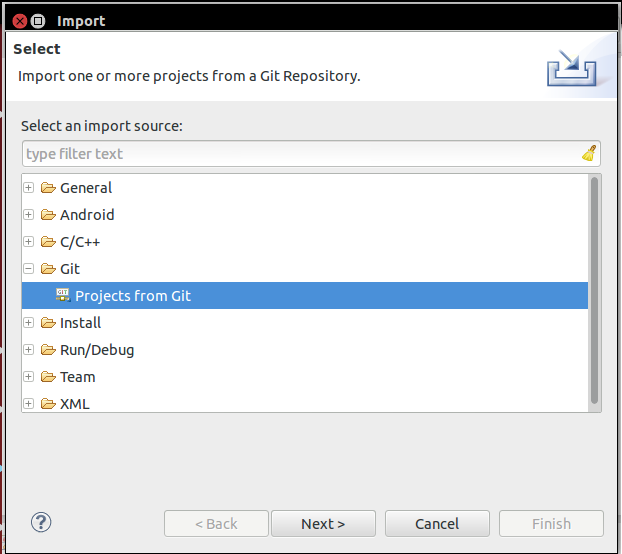 Import
Select
Import one or more projects from a Git Repository.
Select an import source:
type filter text
General
Android
C/C++
Git
GIT Projects from Git
Install
Run/Debug
Team
XML
? < Back Next > Cancel Finish